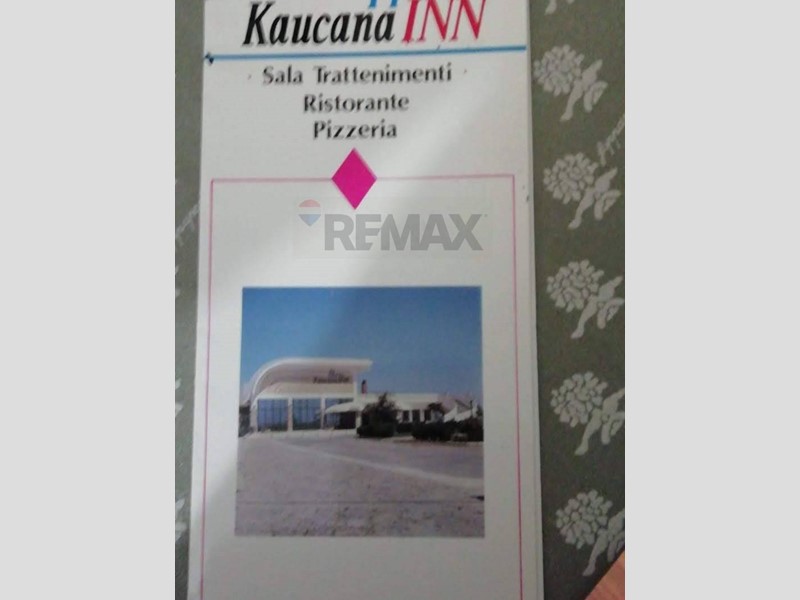 Kaucana INN
Sala Trattenimenti
Ristorante
Pizzeria
RE/MAX